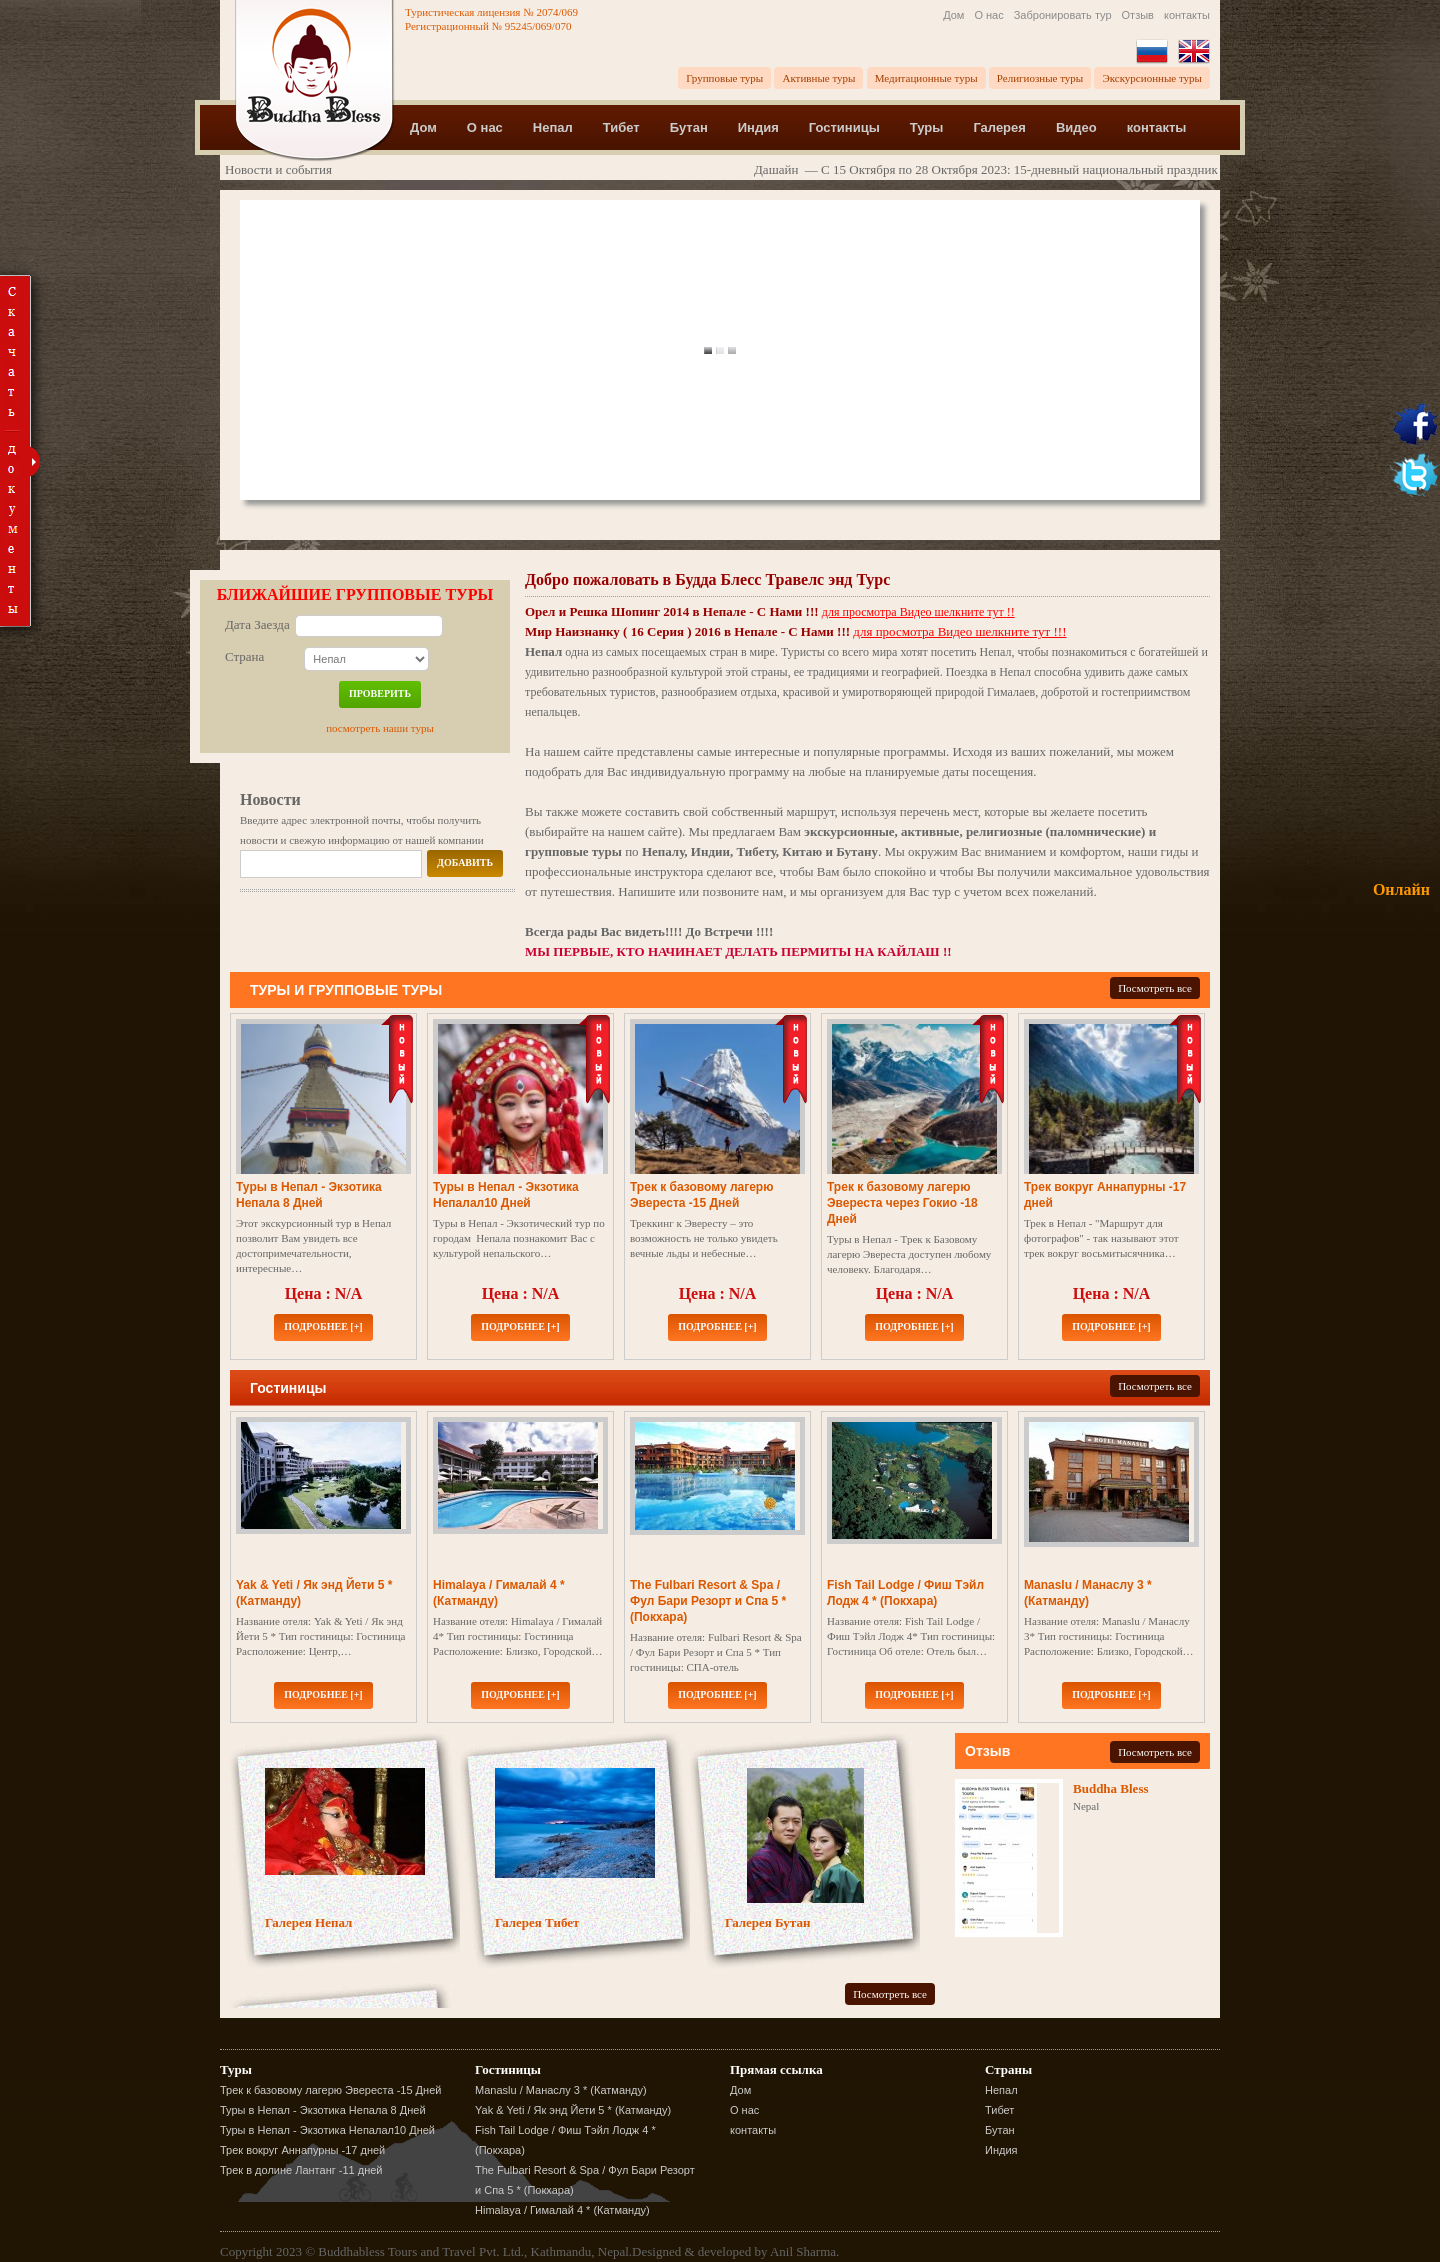 Туристическая лицензия № 2074/069
Регистрационный № 95245/069/070
Дом О нас Забронировать тур Отзыв контакты
Групповые туры Активные туры Медитационные туры Религиозные туры Экскурсионные туры
Buddha Bless
Дом О нас Непал Тибет Бутан Индия Гостиницы Туры Галерея Видео контакты
Новости и события
Дашайн — С 15 Октября по 28 Октября 2023: 15-дневный национальный праздник
Скачать документы
БЛИЖАЙШИЕ ГРУППОВЫЕ ТУРЫ
Дата Заезда
Страна Непал
ПРОВЕРИТЬ
посмотреть наши туры
Новости
Введите адрес электронной почты, чтобы получить
новости и свежую информацию от нашей компании
ДОБАВИТЬ
Добро пожаловать в Будда Блесс Травелс энд Турс
Орел и Решка Шопинг 2014 в Непале - С Нами !!! для просмотра Видео шелкните тут !!
Мир Наизнанку ( 16 Серия ) 2016 в Непале - С Нами !!! для просмотра Видео шелкните тут !!!
Непал одна из самых посещаемых стран в мире. Туристы со всего мира хотят посетить Непал, чтобы познакомиться с богатейшей и
удивительно разнообразной культурой этой страны, ее традициями и географией. Поездка в Непал способна удивить даже самых
требовательных туристов, разнообразием отдыха, красивой и умиротворяющей природой Гималаев, добротой и гостеприимством
непальцев.
На нашем сайте представлены самые интересные и популярные программы. Исходя из ваших пожеланий, мы можем
подобрать для Вас индивидуальную программу на любые на планируемые даты посещения.
Вы также можете составить свой собственный маршрут, используя перечень мест, которые вы желаете посетить
(выбирайте на нашем сайте). Мы предлагаем Вам экскурсионные, активные, религиозные (паломнические) и
групповые туры по Непалу, Индии, Тибету, Китаю и Бутану. Мы окружим Вас вниманием и комфортом, наши гиды и
профессиональные инструктора сделают все, чтобы Вам было спокойно и чтобы Вы получили максимальное удовольствия
от путешествия. Напишите или позвоните нам, и мы организуем для Вас тур с учетом всех пожеланий.
Всегда рады Вас видеть!!!! До Встречи !!!!
МЫ ПЕРВЫЕ, КТО НАЧИНАЕТ ДЕЛАТЬ ПЕРМИТЫ НА КАЙЛАШ !!
Онлайн
ТУРЫ И ГРУППОВЫЕ ТУРЫ
Посмотреть все
новый
Туры в Непал - Экзотика
Непала 8 Дней
Этот экскурсионный тур в Непал
позволит Вам увидеть все
достопримечательности,
интересные…
Цена : N/A
ПОДРОБНЕЕ [+]
новый
Туры в Непал - Экзотика
Непалал10 Дней
Туры в Непал - Экзотический тур по
городам Непала познакомит Вас с
культурой непальского…
Цена : N/A
ПОДРОБНЕЕ [+]
новый
Трек к базовому лагерю
Эвереста -15 Дней
Треккинг к Эвересту – это
возможность не только увидеть
вечные льды и небесные…
Цена : N/A
ПОДРОБНЕЕ [+]
новый
Трек к базовому лагерю
Эвереста через Гокио -18
Дней
Туры в Непал - Трек к Базовому
лагерю Эвереста доступен любому
человеку. Благодаря…
Цена : N/A
ПОДРОБНЕЕ [+]
новый
Трек вокруг Аннапурны -17
дней
Трек в Непал - "Маршрут для
фотографов" - так называют этот
трек вокруг восьмитысячника…
Цена : N/A
ПОДРОБНЕЕ [+]
Гостиницы
Посмотреть все
Yak & Yeti / Як энд Йети 5 *
(Катманду)
Название отеля: Yak & Yeti / Як энд
Йети 5 * Тип гостиницы: Гостиница
Расположение: Центр,…
ПОДРОБНЕЕ [+]
Himalaya / Гималай 4 *
(Катманду)
Название отеля: Himalaya / Гималай
4* Тип гостиницы: Гостиница
Расположение: Близко, Городской…
ПОДРОБНЕЕ [+]
The Fulbari Resort & Spa /
Фул Бари Резорт и Спа 5 *
(Покхара)
Название отеля: Fulbari Resort & Spa
/ Фул Бари Резорт и Спа 5 * Тип
гостиницы: СПА-отель
ПОДРОБНЕЕ [+]
Fish Tail Lodge / Фиш Тэйл
Лодж 4 * (Покхара)
Название отеля: Fish Tail Lodge /
Фиш Тэйл Лодж 4* Тип гостиницы:
Гостиница Об отеле: Отель был…
ПОДРОБНЕЕ [+]
HOTEL MANASLU
Manaslu / Манаслу 3 *
(Катманду)
Название отеля: Manaslu / Манаслу
3* Тип гостиницы: Гостиница
Расположение: Близко, Городской…
ПОДРОБНЕЕ [+]
Галерея Непал
Галерея Тибет
Галерея Бутан
Посмотреть все
Отзыв
Посмотреть все
BUDDHA BLESS TRAVELS &
TOURS
Google reviews
Buddha Bless
Nepal
Туры
Трек к базовому лагерю Эвереста -15 Дней
Туры в Непал - Экзотика Непала 8 Дней
Туры в Непал - Экзотика Непалал10 Дней
Трек вокруг Аннапурны -17 дней
Трек в долине Лантанг -11 дней
Гостиницы
Manaslu / Манаслу 3 * (Катманду)
Yak & Yeti / Як энд Йети 5 * (Катманду)
Fish Tail Lodge / Фиш Тэйл Лодж 4 *
(Покхара)
The Fulbari Resort & Spa / Фул Бари Резорт
и Спа 5 * (Покхара)
Himalaya / Гималай 4 * (Катманду)
Прямая ссылка
Дом
О нас
контакты
Страны
Непал
Тибет
Бутан
Индия
Copyright 2023 © Buddhabless Tours and Travel Pvt. Ltd., Kathmandu, Nepal.Designed & developed by Anil Sharma.